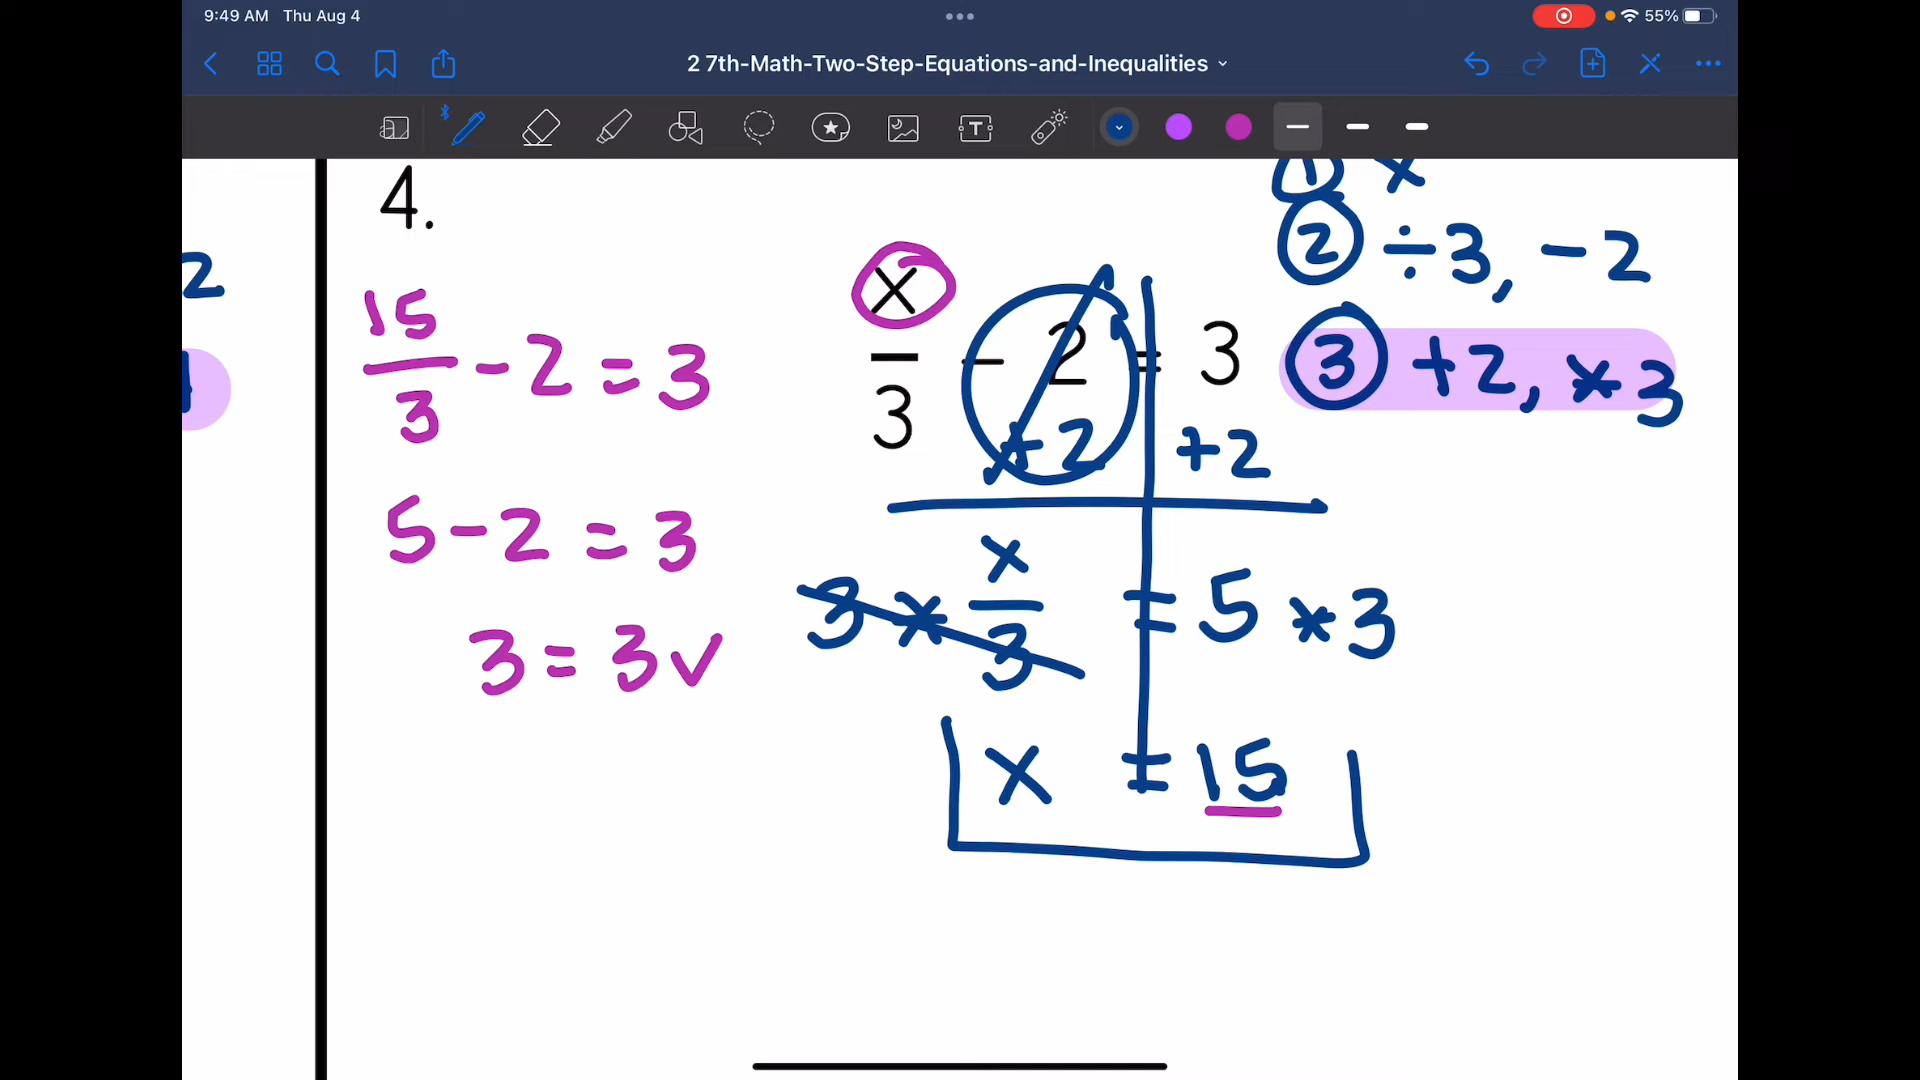 9:49 AM Thu Aug 4
55%
2 7th-Math-Two-Step-Equations-and-Inequalities
T
4.
2
① x
② ÷3, -2
③ +2, *3
x/3 - 2 = 3
+2 +2
3 * x/3 = 5 * 3
x = 15
15/3 - 2 = 3
5 - 2 = 3
3 = 3 ✓